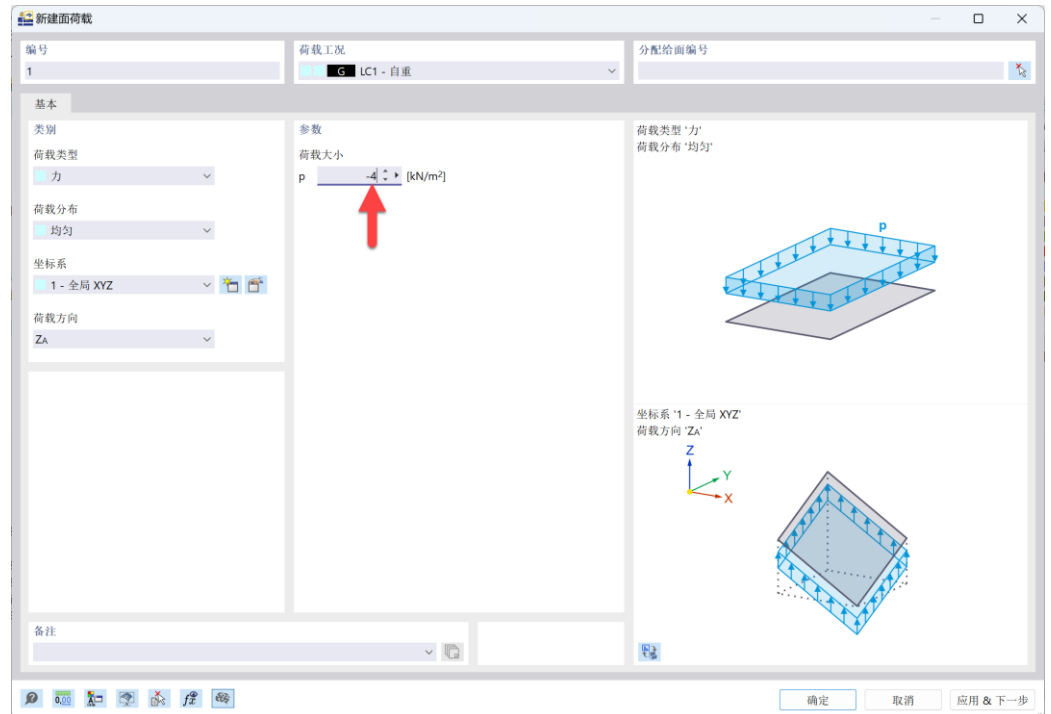 新建面荷载
编号
荷载工况
分配给面编号
1
G LC1 - 自重
基本
类别
参数
荷载类型 '力'
荷载分布 '均匀'
荷载类型
荷载大小
力
p -4 [kN/m²]
荷载分布
均匀
p
坐标系
1 - 全局 XYZ
荷载方向
ZA
坐标系 '1 - 全局 XYZ'
荷载方向 'ZA'
Z
Y
X
备注
0,00
确定
取消
应用 & 下一步